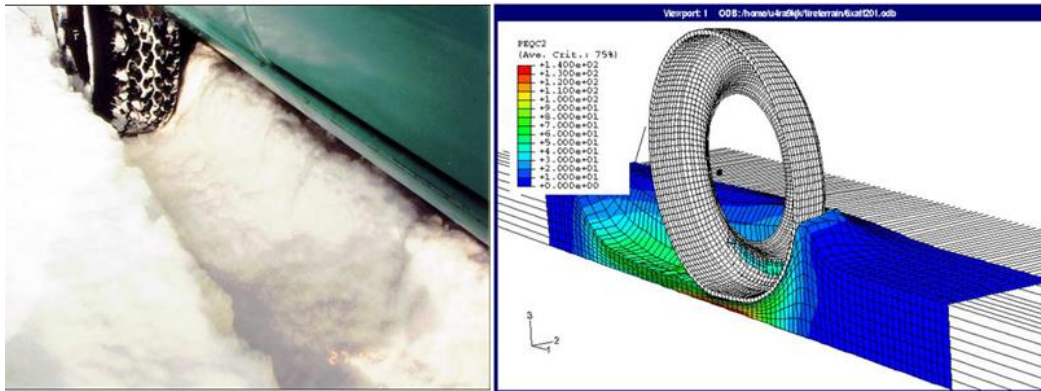 Viewport: 1    ODB: /home/u4ra9kjk/tireterrain/6xatf201.odb
PEQC2
(Ave. Crit.: 75%)
+1.400e+02
+1.300e+02
+1.200e+02
+1.100e+02
+1.000e+02
+9.000e+01
+8.000e+01
+7.000e+01
+6.000e+01
+5.000e+01
+4.000e+01
+3.000e+01
+2.000e+01
+1.000e+01
+0.000e+00
3
2
1